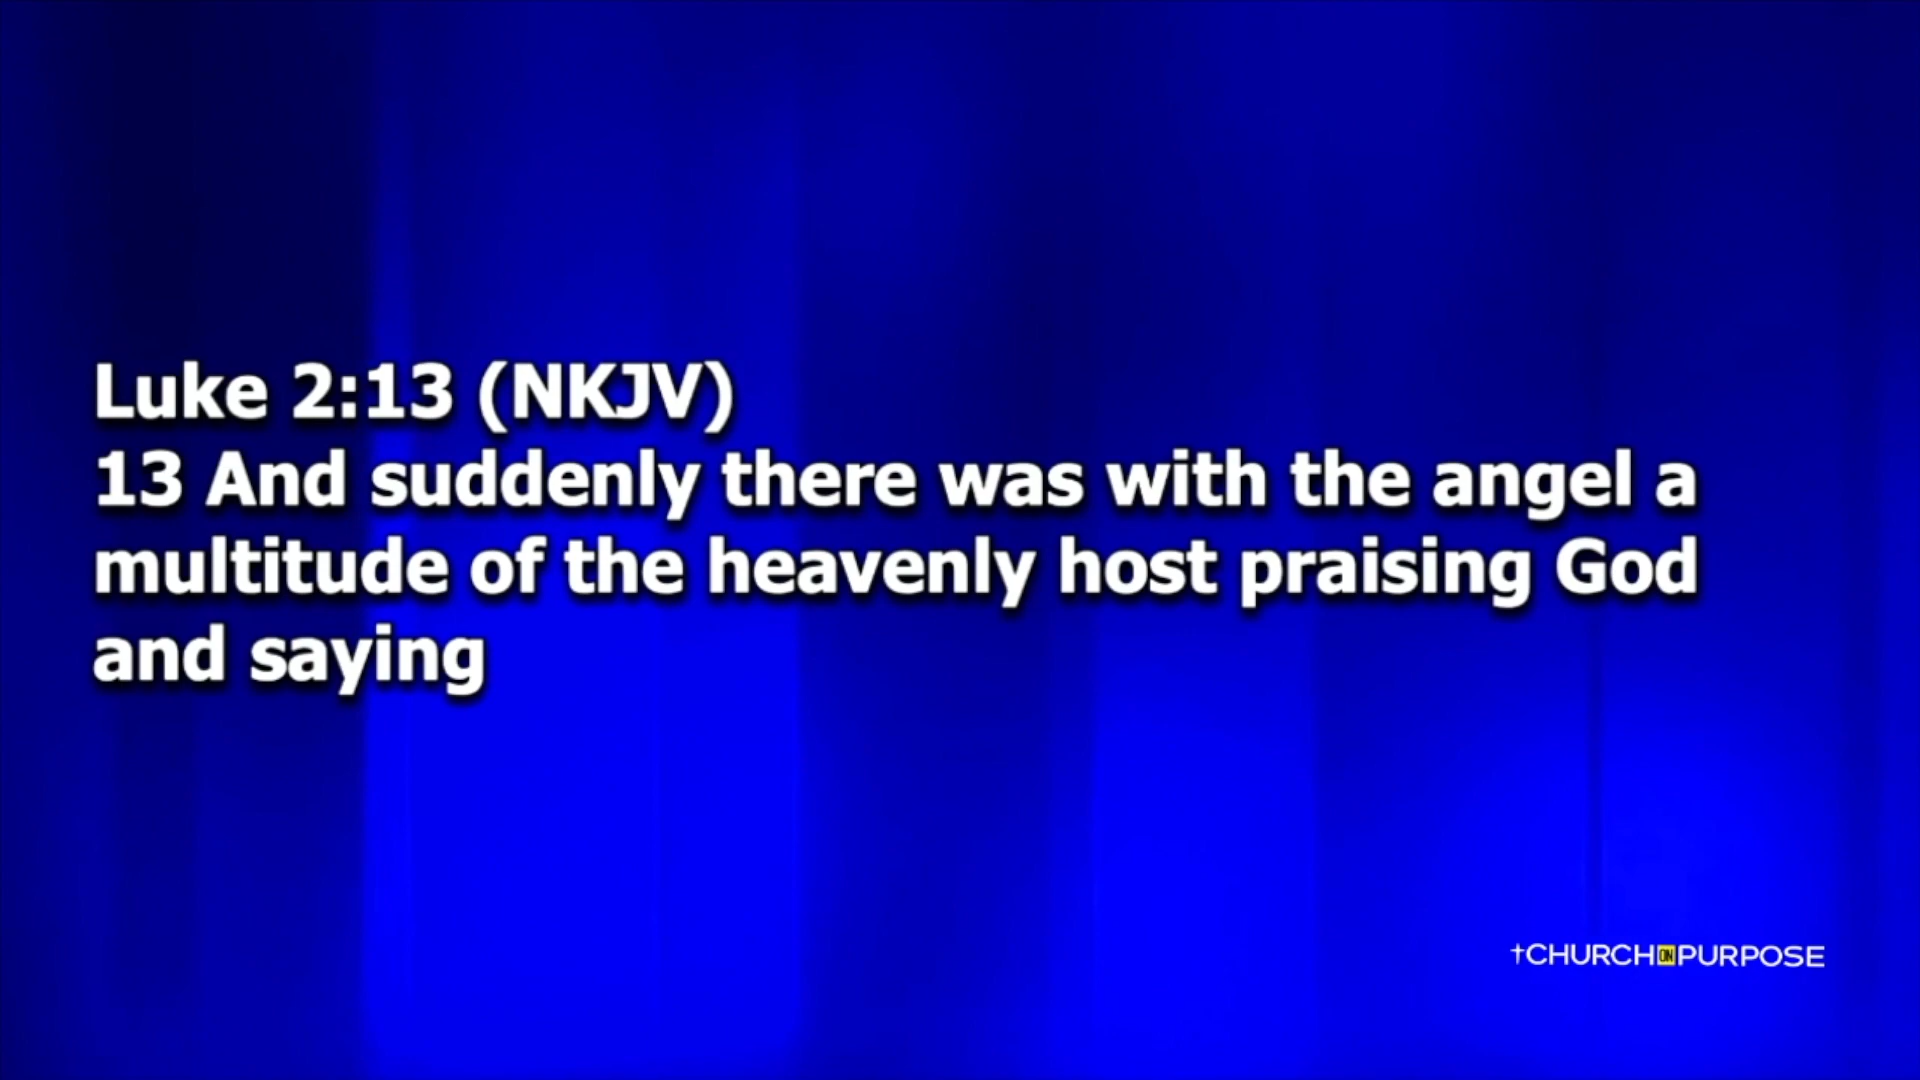 Luke 2:13 (NKJV)
13 And suddenly there was with the angel a
multitude of the heavenly host praising God
and saying
†CHURCH ON PURPOSE